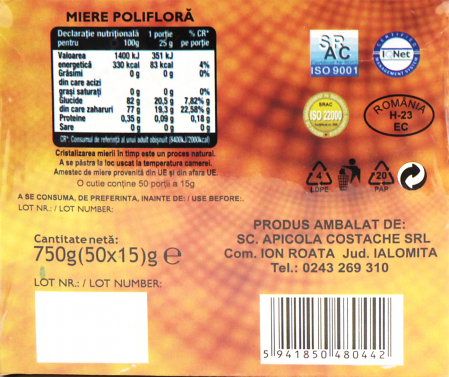 MIERE POLIFLORĂ
Declarație nutrițională pentru 100g 1 porție 25 g % CR* pe porție
Valoarea 1400 kJ 351 kJ
energetică 330 kcal 83 kcal 4%
Grăsimi 0 g 0 g 0%
din care acizi
grași saturați 0 g 0 g 0%
Glucide 82 g 20,5 g 7,82%
din care zaharuri 77 g 19,3 g 22,58%
Proteine 0,35 g 0,09 g 0,18
Sare 0 g 0 g 0%
CR*: Consumul de referință al unui adult obișnuit (8400kJ/2000kcal)
Cristalizarea mierii în timp este un proces natural.
A se păstra la loc uscat la temperatura camerei.
Amestec de miere provenită din UE și din afara UE.
O cutie conține 50 porții a 15g
A SE CONSUMA, DE PREFERINTA, INAINTE DE: / USE BEFORE:.
LOT NR.: / LOT NUMBER:
Cantitate netă:
750g(50x15)g e
LOT NR.: / LOT NUMBER:
SR
AC
ISO 9001
CERTIFIED
IQNet
MANAGEMENT SYSTEM
SRAC
ISO 22000
ROMÂNIA
H-23
EC
4
LDPE
20
PAP
PRODUS AMBALAT DE:
SC. APICOLA COSTACHE SRL
Com. ION ROATA Jud. IALOMITA
Tel.: 0243 269 310
5 941850 480442